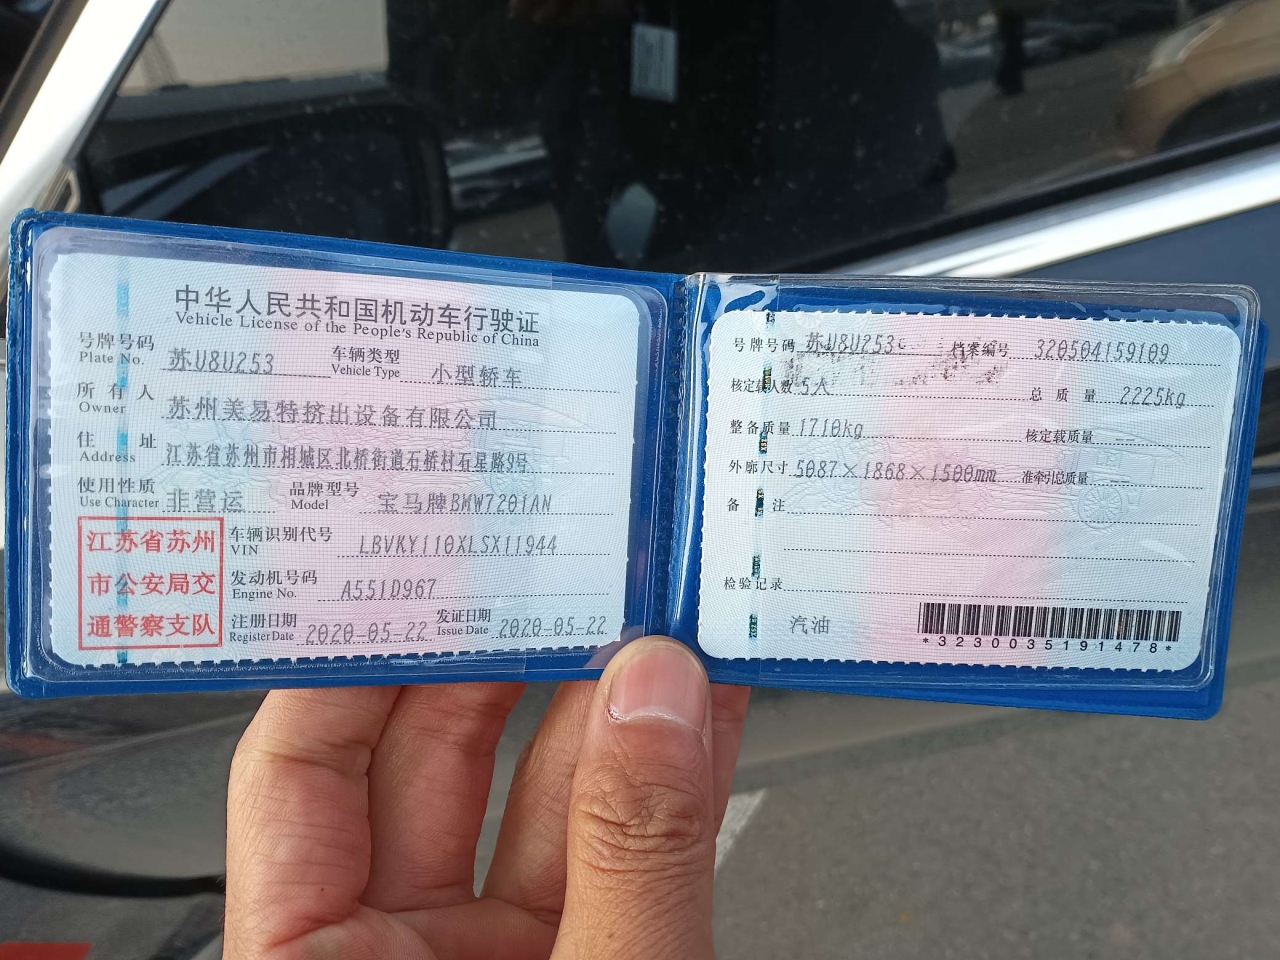 中华人民共和国机动车行驶证
Vehicle License of the People's Republic of China
号牌号码 苏U8U253 车辆类型 小型轿车
Plate No. Vehicle Type
所有人 苏州美易特挤出设备有限公司
Owner
住址 江苏省苏州市相城区北桥街道石桥村石星路9号
Address
使用性质 非营运 品牌型号 宝马牌BMW7201AN
Use Character Model
江苏省苏州
市公安局交
通警察支队
车辆识别代号 LBVKY110XLSX11944
VIN
发动机号码 A551D967
Engine No.
注册日期 2020-05-22 发证日期 2020-05-22
Register Date Issue Date
号牌号码 苏U8U253 档案编号 320504159109
核定载人数 5人 总质量 2225kg
整备质量 1710kg 核定载质量 --
外廓尺寸 5087×1868×1500mm 准牵引总质量 --
备注
检验记录
汽油
*3230035191478*